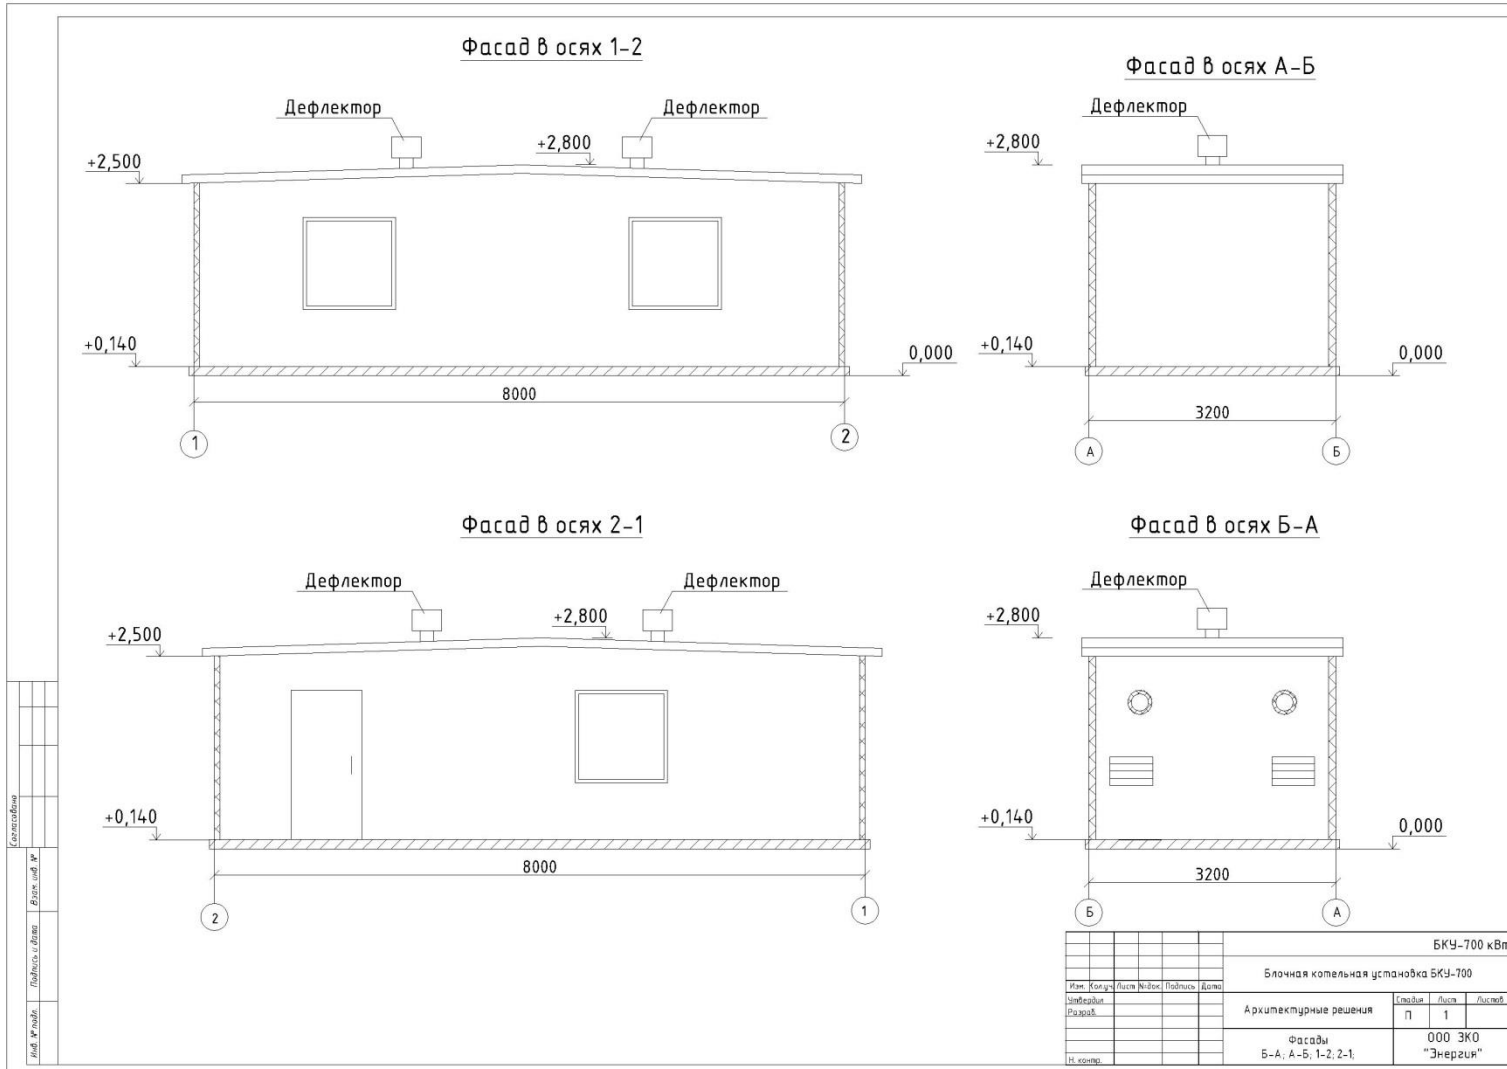 Фасад в осях 1-2
Дефлектор
Дефлектор
+2,500
+2,800
+0,140
0,000
8000
1
2
Фасад в осях А-Б
Дефлектор
+2,800
+0,140
0,000
3200
А
Б
Фасад в осях 2-1
Дефлектор
Дефлектор
+2,500
+2,800
+0,140
8000
2
1
Фасад в осях Б-А
Дефлектор
+2,800
+0,140
0,000
3200
Б
А
Согласовано
Взам. инв. №
Подпись и дата
Инв. № подл.
БКУ-700 кВт
Блочная котельная установка БКУ-700
Изм. Кол.уч Лист №док. Подпись Дата
Утвердил
Разраб.
Н. контр.
Архитектурные решения
Стадия Лист Листов
П 1
Фасады
Б-А; А-Б; 1-2; 2-1;
ООО ЭКО
"Энергия"